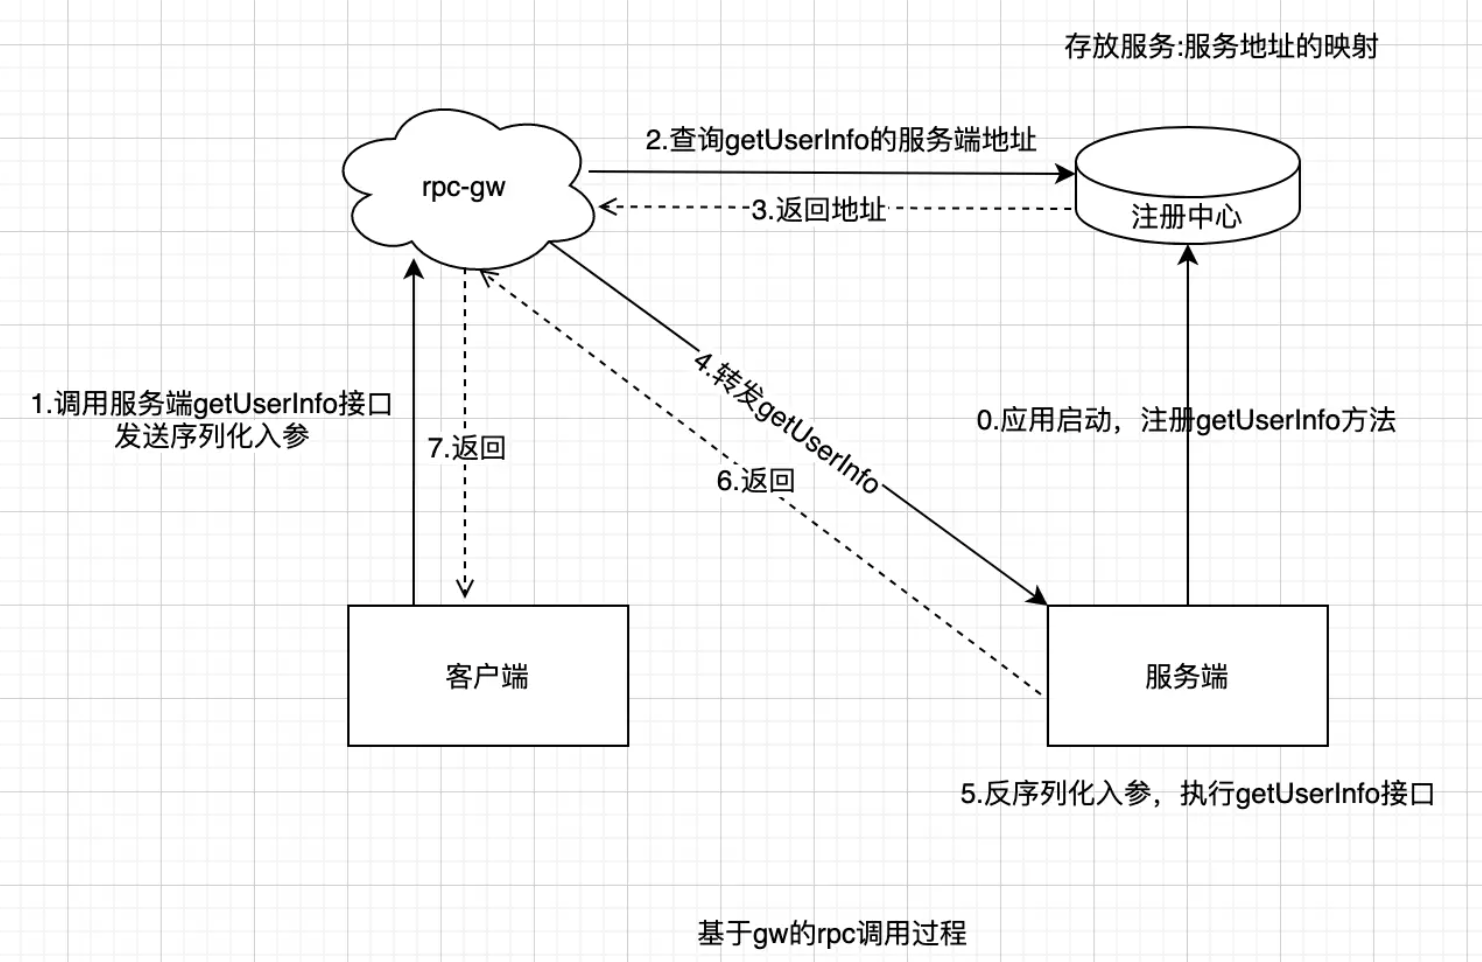 存放服务:服务地址的映射
2.查询getUserInfo的服务端地址
rpc-gw
3.返回地址
注册中心
1.调用服务端getUserInfo接口
发送序列化入参
4.转发getUserInfo
0.应用启动，注册getUserInfo方法
7.返回
6.返回
客户端
服务端
5.反序列化入参，执行getUserInfo接口
基于gw的rpc调用过程